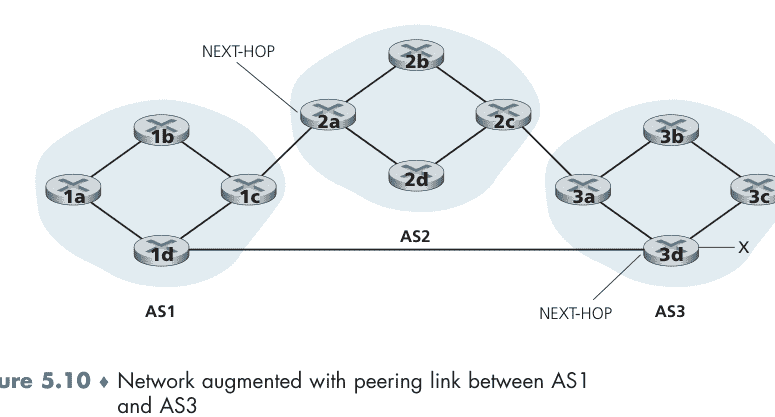 NEXT-HOP
2b
2a
2c
1b
3b
2d
1a
1c
3a
3c
AS2
1d
3d
X
NEXT-HOP
AS1
AS3
ure 5.10 ♦ Network augmented with peering link between AS1
and AS3